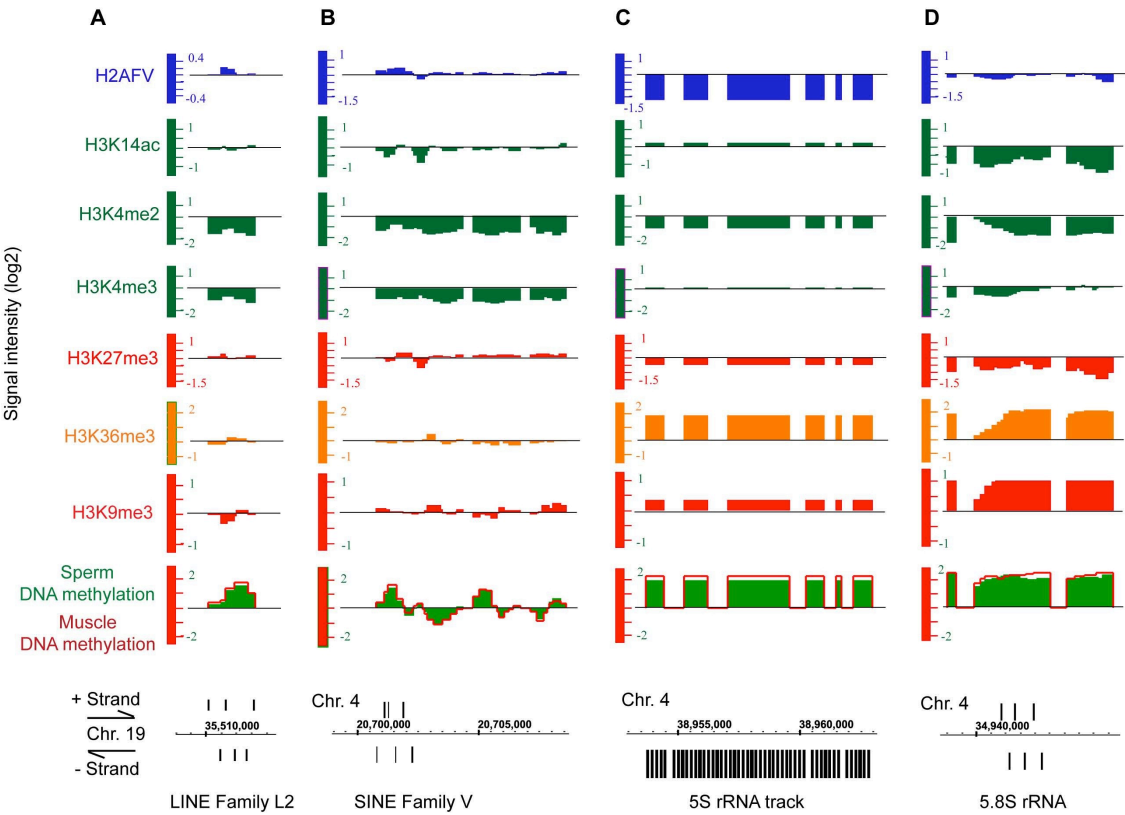 A B C D
Signal intensity (log2)
H2AFV 0.4 -0.4 1 -1.5 1 -1.5 1 -1.5
H3K14ac 1 -1 1 -1 1 -1 1 -1
H3K4me2 1 -2 1 -2 1 -2 1 -2
H3K4me3 1 -2 1 -2 1 -2 1 -2
H3K27me3 1 -1.5 1 -1.5 1 -1.5 1 -1.5
H3K36me3 2 -1 2 -1 2 -1 2 -1
H3K9me3 1 -1 1 -1 1 -1 1 -1
Sperm
DNA methylation
Muscle
DNA methylation
2 -2 2 -2 2 -2 2 -2
+ Strand
Chr. 19
- Strand
35,510,000
Chr. 4
20,700,000 20,705,000
Chr. 4
38,955,000 38,960,000
Chr. 4
34,940,000
LINE Family L2 SINE Family V 5S rRNA track 5.8S rRNA